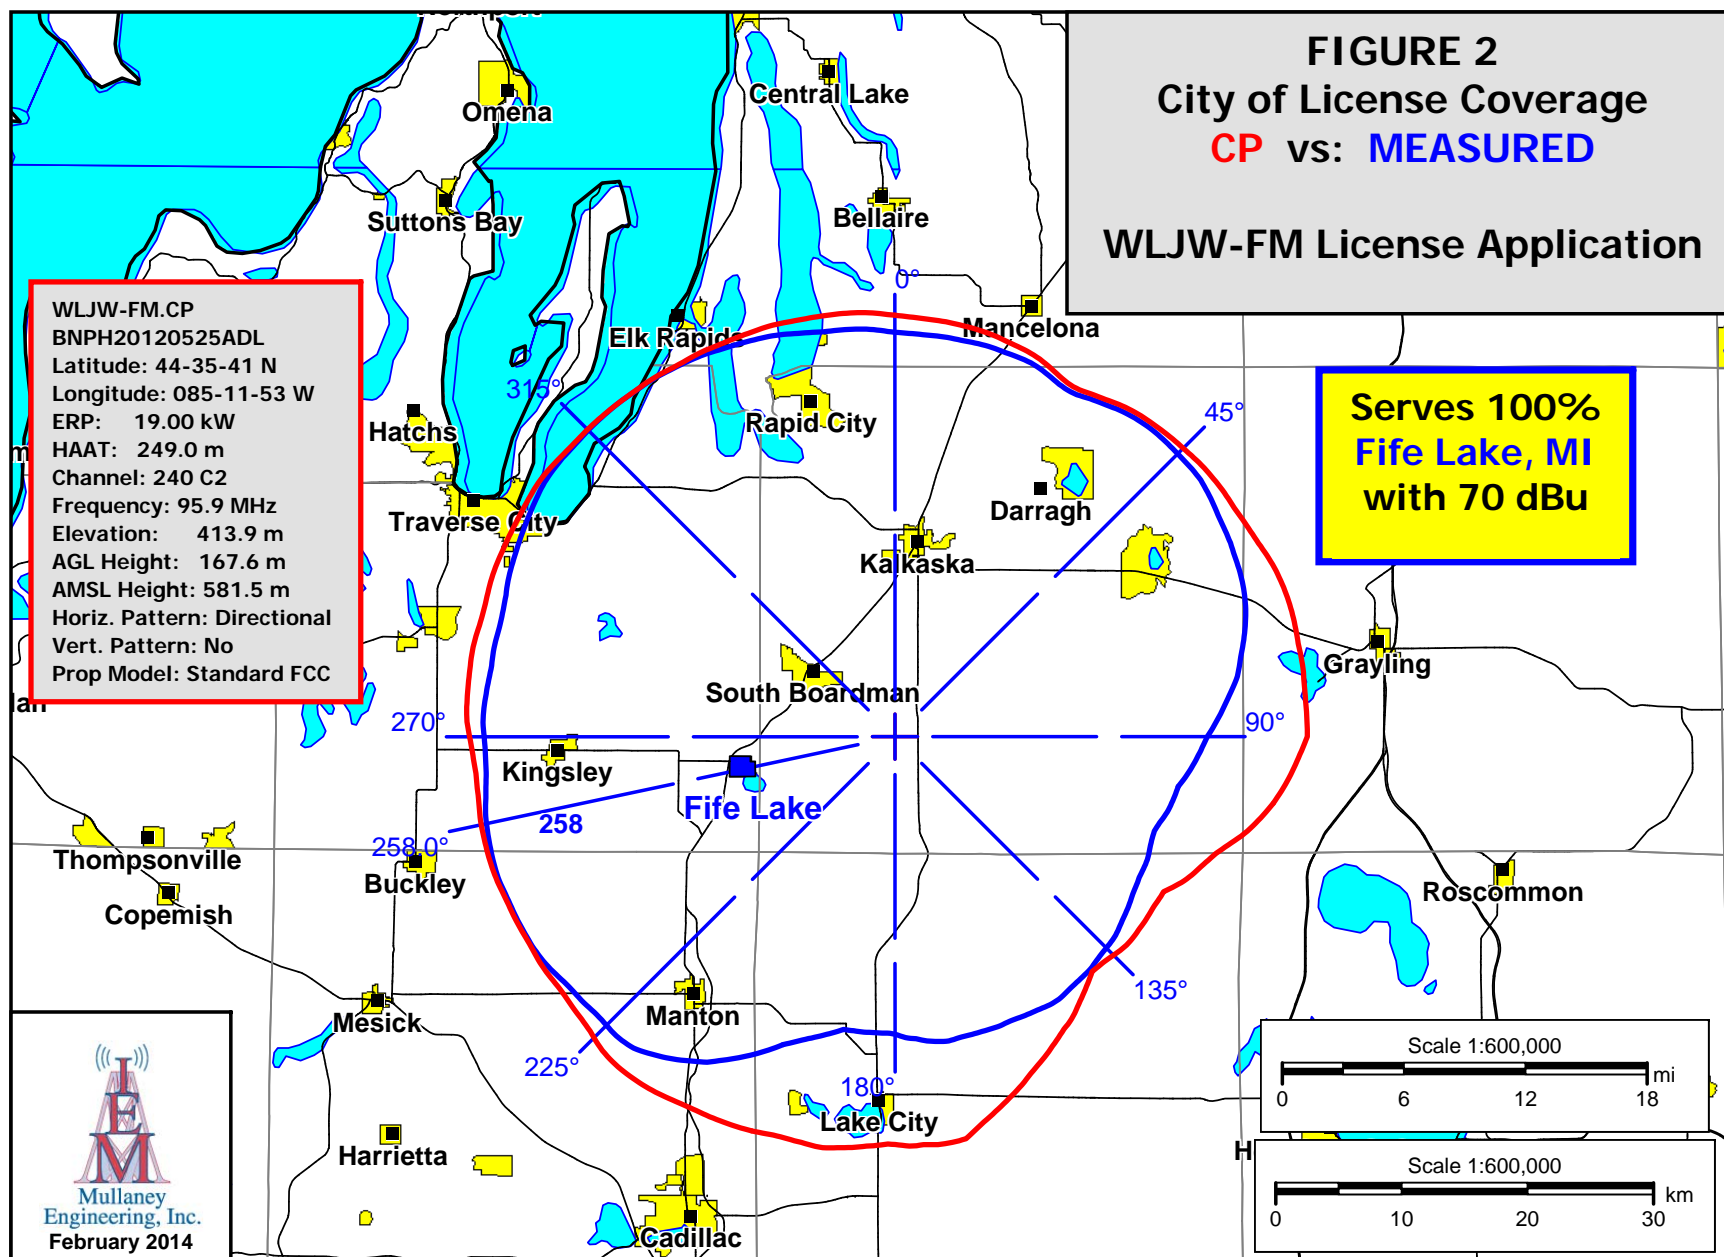 FIGURE 2
City of License Coverage
CP vs: MEASURED
WLJW-FM License Application
Omena
Central Lake
Suttons Bay
Bellaire
0°
Mancelona
Elk Rapids
WLJW-FM.CP
BNPH20120525ADL
Latitude: 44-35-41 N
Longitude: 085-11-53 W
ERP: 19.00 kW
HAAT: 249.0 m
Channel: 240 C2
Frequency: 95.9 MHz
Elevation: 413.9 m
AGL Height: 167.6 m
AMSL Height: 581.5 m
Horiz. Pattern: Directional
Vert. Pattern: No
Prop Model: Standard FCC
315°
45°
Serves 100%
Fife Lake, MI
with 70 dBu
Hatchs
Rapid City
Traverse City
Darragh
Kalkaska
Grayling
South Boardman
270°
90°
Kingsley
Fife Lake
258
258.0°
Thompsonville
Buckley
Copemish
Roscommon
135°
Mesick
Manton
225°
180°
Lake City
Harrietta
Cadillac
Scale 1:600,000
mi
0 6 12 18
Scale 1:600,000
km
0 10 20 30
MEI
Mullaney
Engineering, Inc.
February 2014